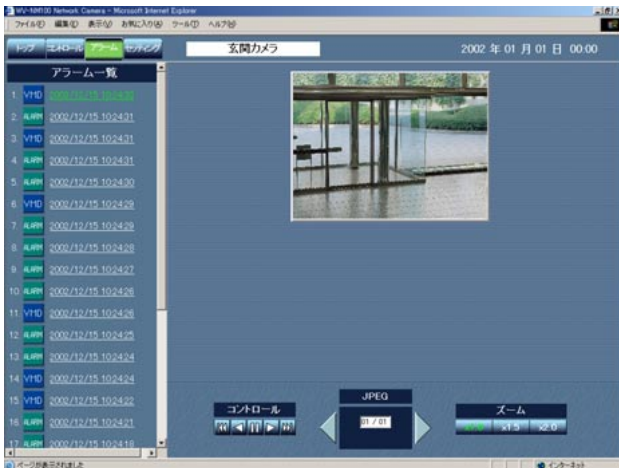 WV-NM100 Network Camera - Microsoft Internet Explorer
ファイル(F) 編集(E) 表示(V) お気に入り(A) ツール(T) ヘルプ(H)
トップ コントロール アラーム セッティング
玄関カメラ
2002 年 01 月 01 日 00:00
アラーム一覧
1. VMD 2002/12/15 10:24:32
2. ALARM 2002/12/15 10:24:31
3. VMD 2002/12/15 10:24:31
4. ALARM 2002/12/15 10:24:31
5. ALARM 2002/12/15 10:24:30
6. VMD 2002/12/15 10:24:29
7. ALARM 2002/12/15 10:24:29
8. ALARM 2002/12/15 10:24:28
9. ALARM 2002/12/15 10:24:27
10. ALARM 2002/12/15 10:24:26
11. VMD 2002/12/15 10:24:26
12. ALARM 2002/12/15 10:24:25
13. ALARM 2002/12/15 10:24:24
14. VMD 2002/12/15 10:24:24
15. VMD 2002/12/15 10:24:22
16. ALARM 2002/12/15 10:24:21
17. ALARM 2002/12/15 10:24:18
コントロール
JPEG
01 / 01
ズーム
x1.5 x2.0
ページが表示されました
インターネット